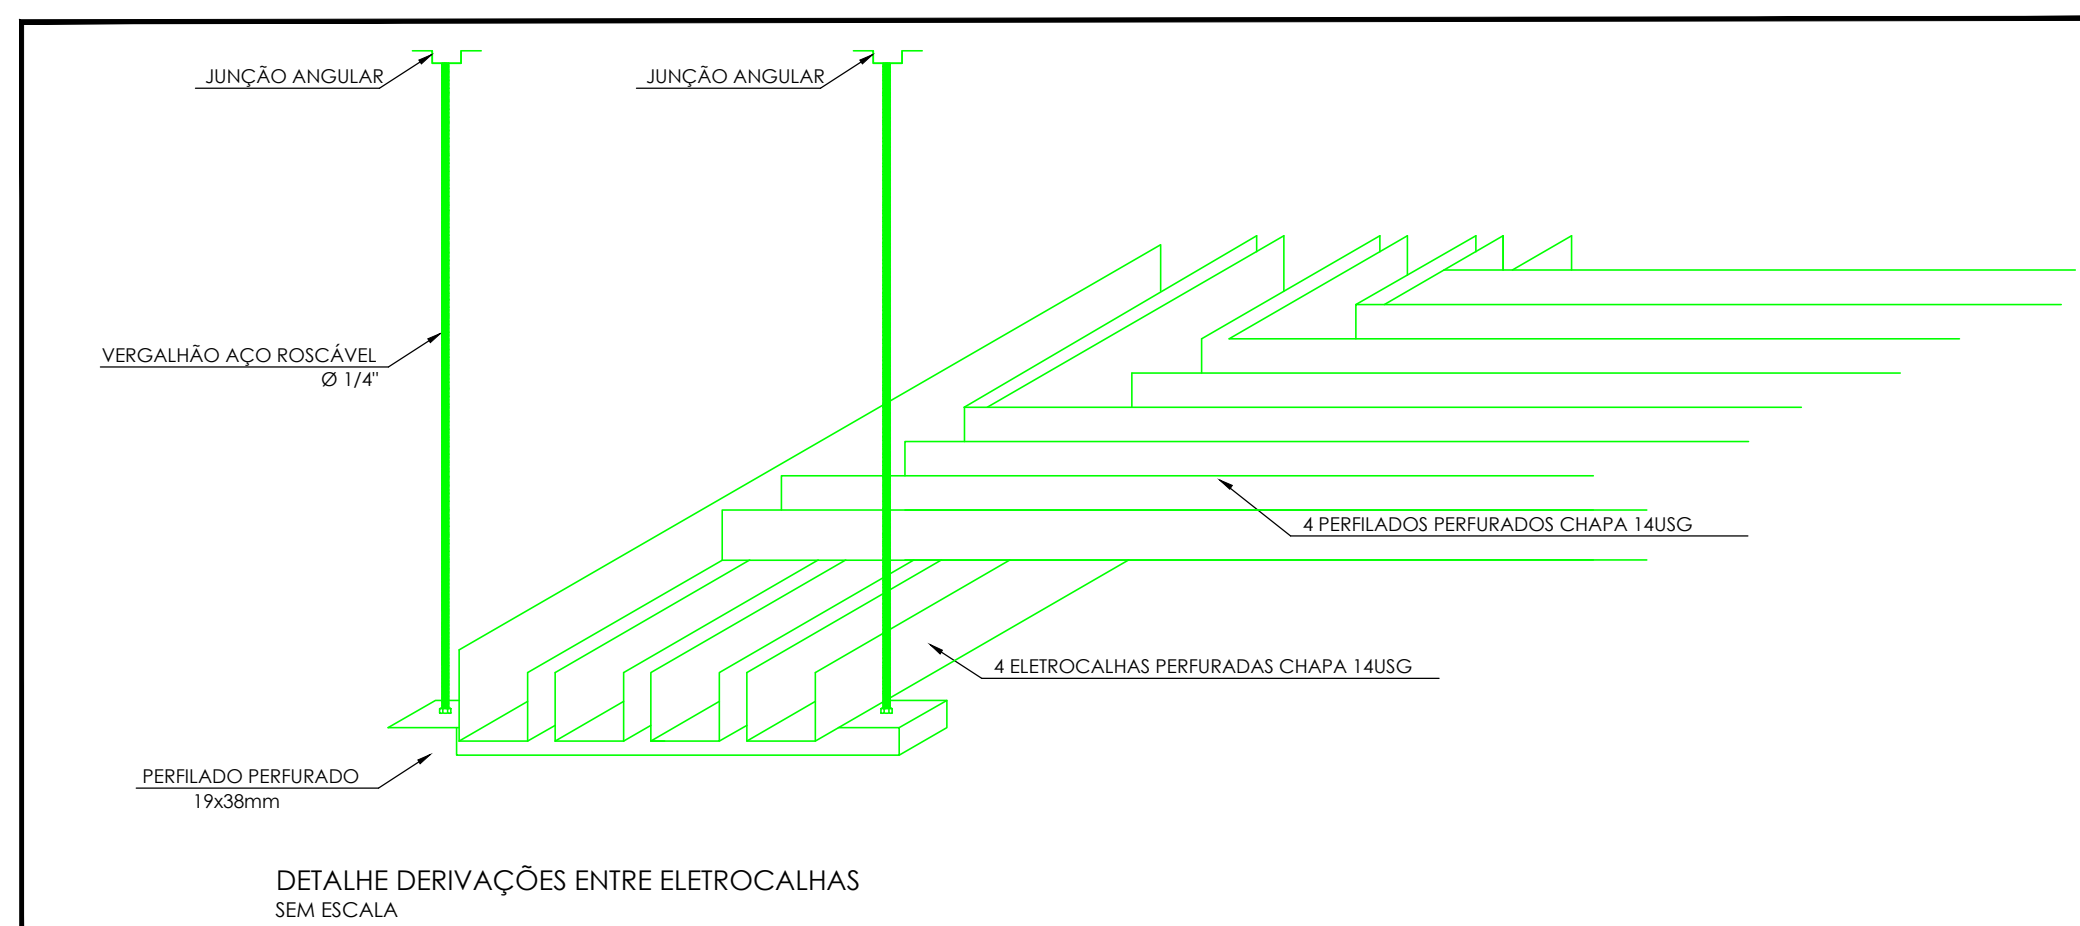 JUNÇÃO ANGULAR
JUNÇÃO ANGULAR
VERGALHÃO AÇO ROSCÁVEL
Ø 1/4"
4 PERFILADOS PERFURADOS CHAPA 14USG
4 ELETROCALHAS PERFURADAS CHAPA 14USG
PERFILADO PERFURADO
19x38mm
DETALHE DERIVAÇÕES ENTRE ELETROCALHAS
SEM ESCALA